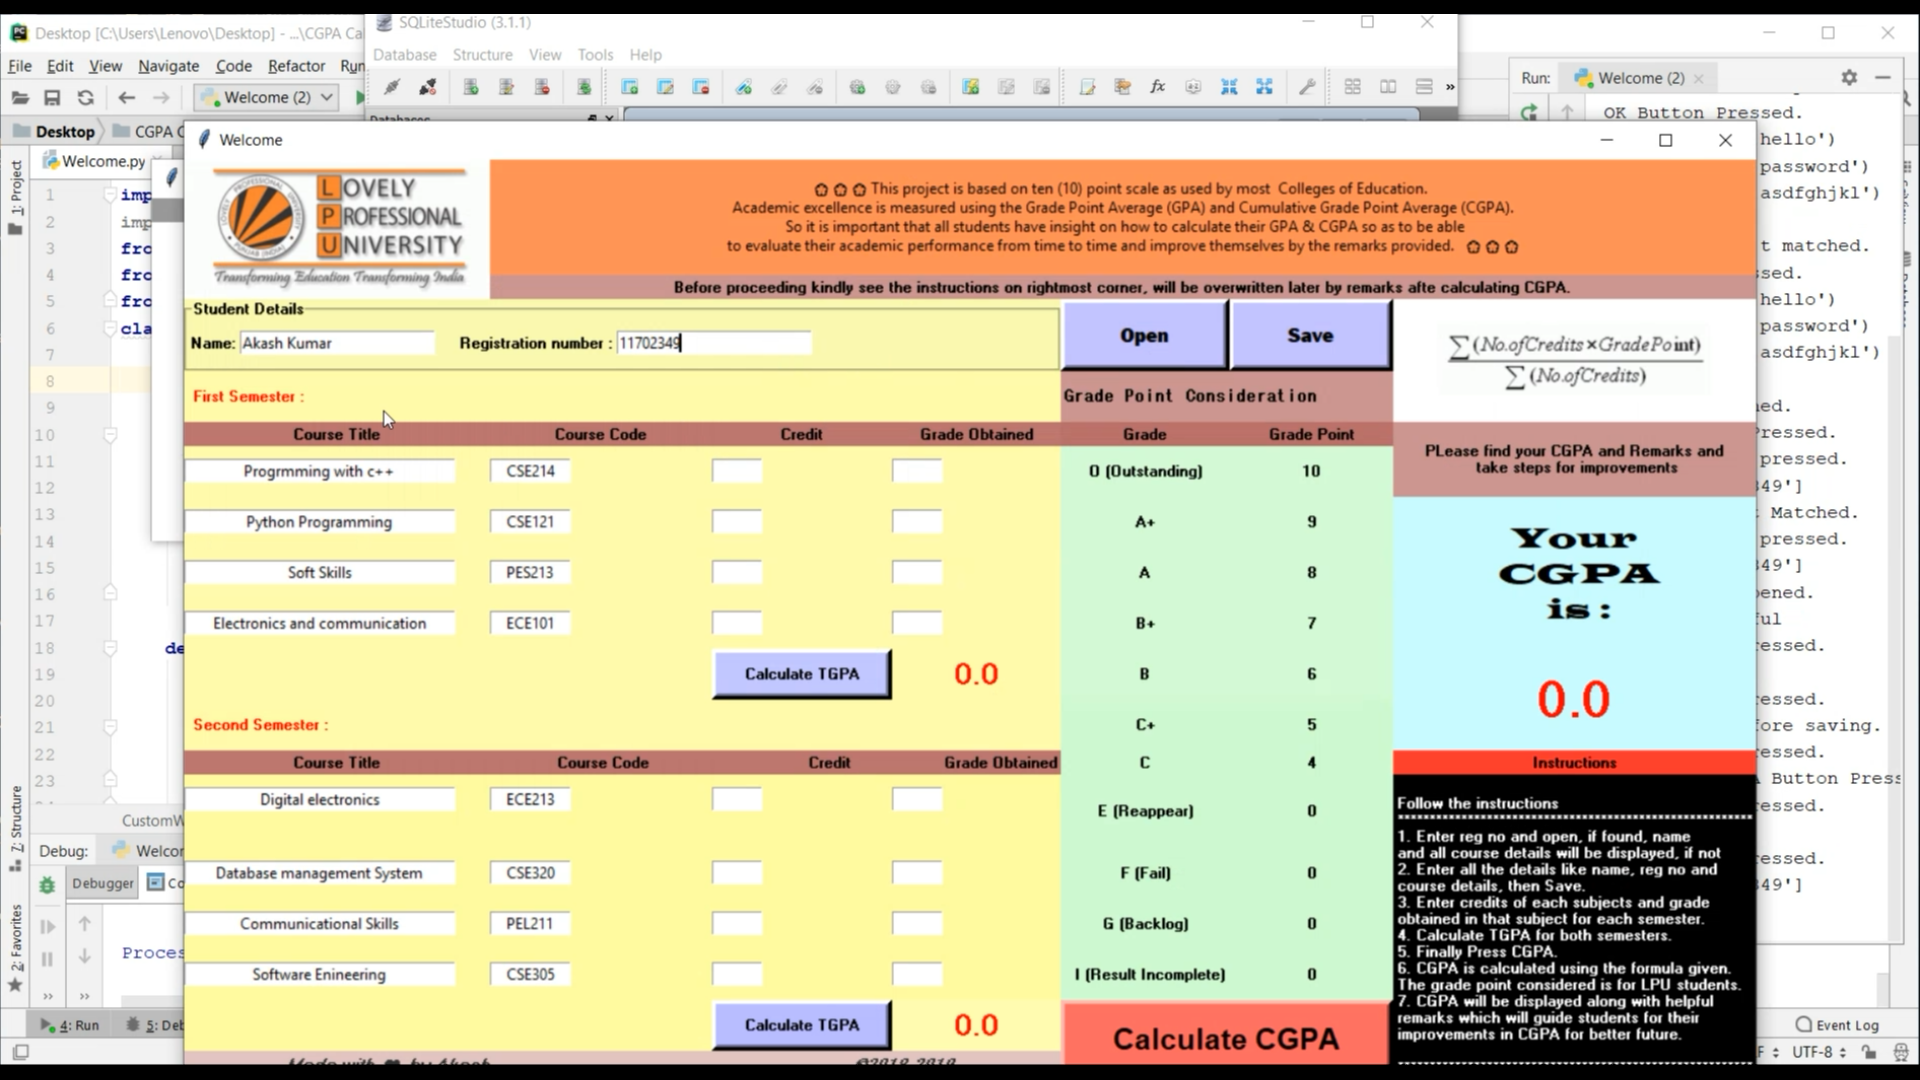 Desktop [C:\Users\Lenovo\Desktop] - ...\CGPA Ca
SQLiteStudio (3.1.1)
File Edit View Navigate Code Refactor Run
Database Structure View Tools Help
Run: Welcome (2)
Welcome (2)
OK Button Pressed.
Databases
Desktop CGPA C
Welcome
hello')
Welcome.py
password')
asdfghjkl')
LOVELY
PROFESSIONAL
UNIVERSITY
Transforming Education Transforming India
This project is based on ten (10) point scale as used by most Colleges of Education.
Academic excellence is measured using the Grade Point Average (GPA) and Cumulative Grade Point Average (CGPA).
So it is important that all students have insight on how to calculate their GPA & CGPA so as to be able
to evaluate their academic performance from time to time and improve themselves by the remarks provided.
Before proceeding kindly see the instructions on rightmost corner, will be overwritten later by remarks afte calculating CGPA.
1: Project
1 imp
2 imp
3 fro
4 fro
5 fro
6 cla
7
8
9
10
11
12
13
14
15
16
17
18 de
19
20
21
22
23
Student Details
Name: Akash Kumar Registration number : 11702349
Open Save
∑(No.ofCredits×GradePoint)
∑(No.ofCredits)
First Semester :
Course Title Course Code Credit Grade Obtained
Progrmming with c++ CSE214
Python Programming CSE121
Soft Skills PES213
Electronics and communication ECE101
Calculate TGPA 0.0
Second Semester :
Course Title Course Code Credit Grade Obtained
Digital electronics ECE213
Database management System CSE320
Communicational Skills PEL211
Software Enineering CSE305
Calculate TGPA 0.0
Grade Point Consideration
Grade Grade Point
O (Outstanding) 10
A+ 9
A 8
B+ 7
B 6
C+ 5
C 4
E (Reappear) 0
F (Fail) 0
G (Backlog) 0
I (Result Incomplete) 0
Calculate CGPA
PLease find your CGPA and Remarks and
take steps for improvements
Your
CGPA
is :
0.0
Instructions
Follow the instructions
1. Enter reg no and open, if found, name
and all course details will be displayed, if not
2. Enter all the details like name, reg no and
course details, then Save.
3. Enter credits of each subjects and grade
obtained in that subject for each semester.
4. Calculate TGPA for both semesters.
5. Finally Press CGPA.
6. CGPA is calculated using the formula given.
The grade point considered is for LPU students.
7. CGPA will be displayed along with helpful
remarks which will guide students for their
improvements in CGPA for better future.
t matched.
sed.
hello')
password')
asdfghjkl')
ed.
Pressed.
pressed.
49']
Matched.
pressed.
49']
ened.
ful
essed.
essed.
fore saving.
essed.
A Button Press
essed.
essed.
49']
CustomW
Debug: Welcor
Debugger Co
Proces
7: Structure
2: Favorites
4: Run 5: Deb
Event Log
UTF-8